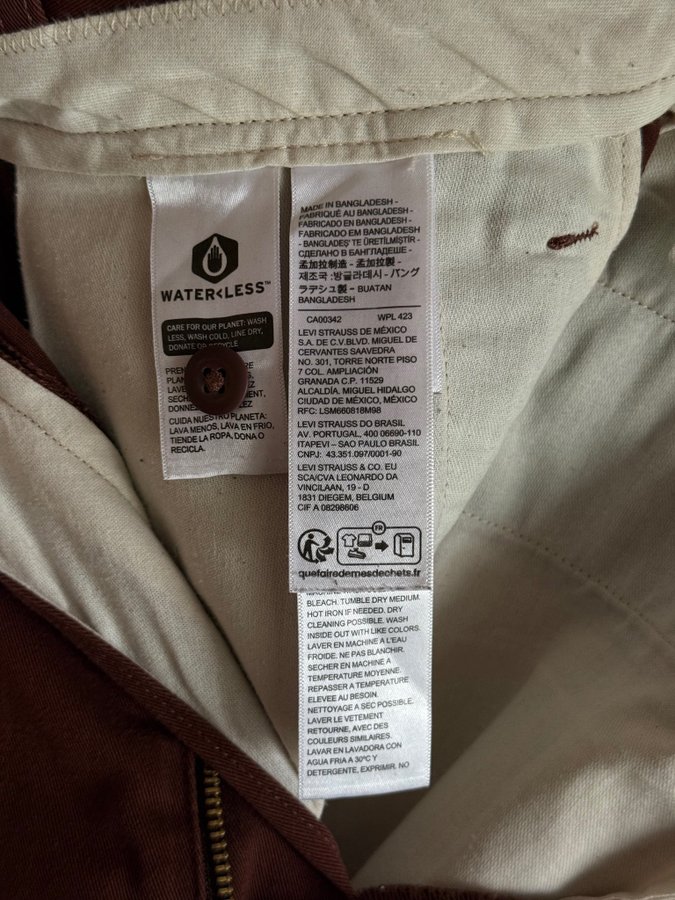 WATER<LESS™
CARE FOR OUR PLANET: WASH
LESS, WASH COLD, LINE DRY,
DONATE OR RECYCLE
PLAN
LAVE
DONNE
CUIDA NUESTRO PLANETA:
LAVA MENOS, LAVA EN FRIO,
TIENDE LA ROPA, DONA O
RECICLA.
MADE IN BANGLADESH -
FABRIQUÉ AU BANGLADESH -
FABRICADO EN BANGLADESH -
FABRICADO EM BANGLADESH
- BANGLADEŞ' TE ÜRETİLMİŞTİR -
СДЕЛАНО В БАНГЛАДЕШЕ -
孟加拉制造 - 孟加拉製 -
제조국 :방글라데시 - バング
ラデシュ製 - BUATAN
BANGLADESH
CA00342 WPL 423
LEVI STRAUSS DE MÉXICO
S.A. DE C.V.BLVD. MIGUEL DE
CERVANTES SAAVEDRA
NO. 301, TORRE NORTE PISO
7 COL. AMPLIACIÓN
GRANADA C.P. 11529
ALCALDÍA, MIGUEL HIDALGO
CIUDAD DE MÉXICO, MÉXICO
RFC: LSM660818M98
LEVI STRAUSS DO BRASIL
AV. PORTUGAL, 400 06690-110
ITAPEVI – SAO PAULO BRASIL
CNPJ: 43.351.097/0001-90
LEVI STRAUSS & CO. EU
SCA/CVA LEONARDO DA
VINCILAAN, 19 - D
1831 DIEGEM, BELGIUM
CIF A 08298606
FR
quefairedemesdechets.fr
BLEACH. TUMBLE DRY MEDIUM.
HOT IRON IF NEEDED. DRY
CLEANING POSSIBLE. WASH
INSIDE OUT WITH LIKE COLORS.
LAVER EN MACHINE A L'EAU
FROIDE. NE PAS BLANCHIR.
SECHER EN MACHINE A
TEMPERATURE MOYENNE.
REPASSER A TEMPERATURE
ELEVEE AU BESOIN.
NETTOYAGE A SEC POSSIBLE.
LAVER LE VETEMENT
RETOURNE, AVEC DES
COULEURS SIMILAIRES.
LAVAR EN LAVADORA CON
AGUA FRIA A 30°C Y
DETERGENTE, EXPRIMIR. NO